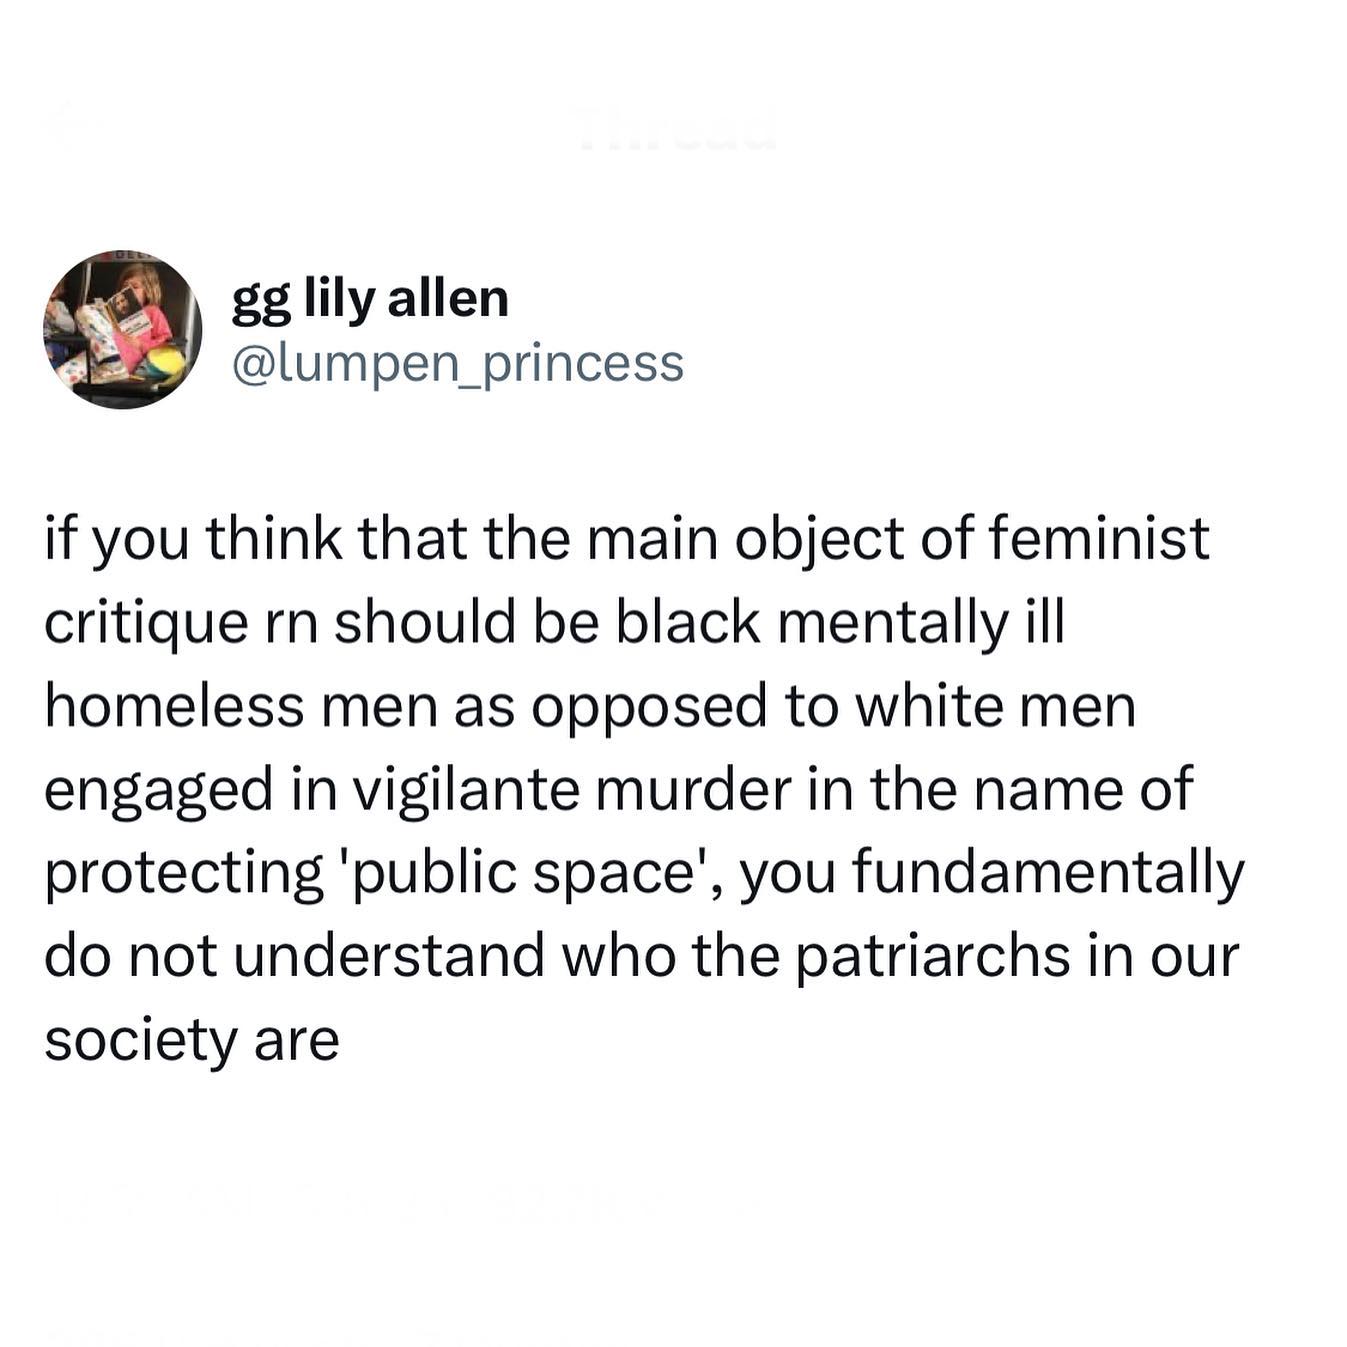 Thread
gg lily allen
@lumpen_princess
if you think that the main object of feminist
critique rn should be black mentally ill
homeless men as opposed to white men
engaged in vigilante murder in the name of
protecting 'public space', you fundamentally
do not understand who the patriarchs in our
society are